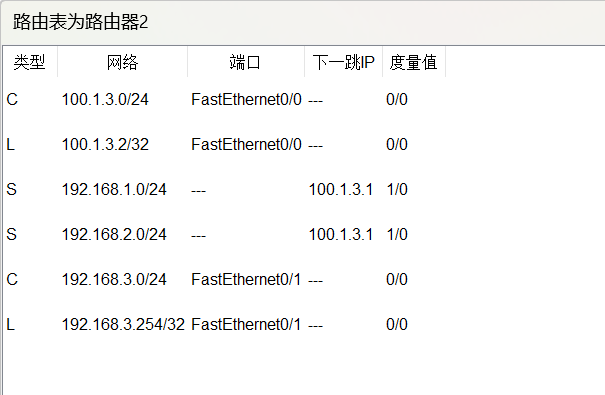 路由表为路由器2
类型 网络 端口 下一跳IP 度量值
C 100.1.3.0/24 FastEthernet0/0 --- 0/0
L 100.1.3.2/32 FastEthernet0/0 --- 0/0
S 192.168.1.0/24 --- 100.1.3.1 1/0
S 192.168.2.0/24 --- 100.1.3.1 1/0
C 192.168.3.0/24 FastEthernet0/1 --- 0/0
L 192.168.3.254/32 FastEthernet0/1 --- 0/0